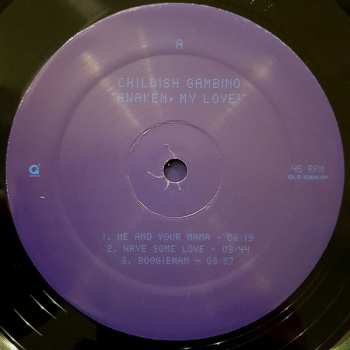 A
CHILDISH GAMBINO
"AWAKEN, MY LOVE!"
45 RPM
1. ME AND YOUR MAMA - 06:19
2. HAVE SOME LOVE - 03:44
3. BOOGIEMAN - 03:37